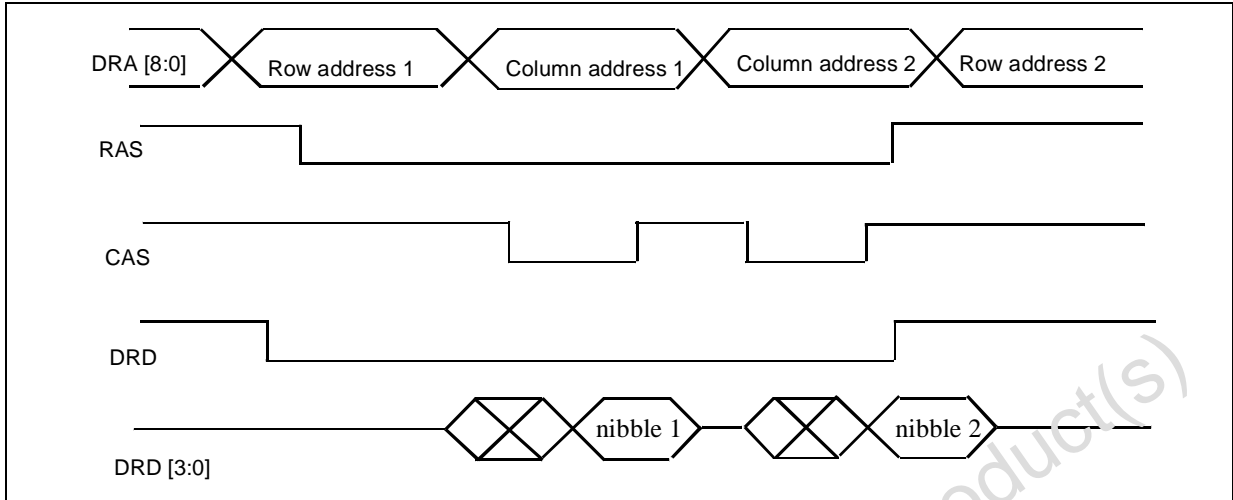 DRA [8:0] Row address 1 Column address 1 Column address 2 Row address 2
RAS
CAS
DRD
nibble 1 nibble 2
DRD [3:0]
oduct(s)